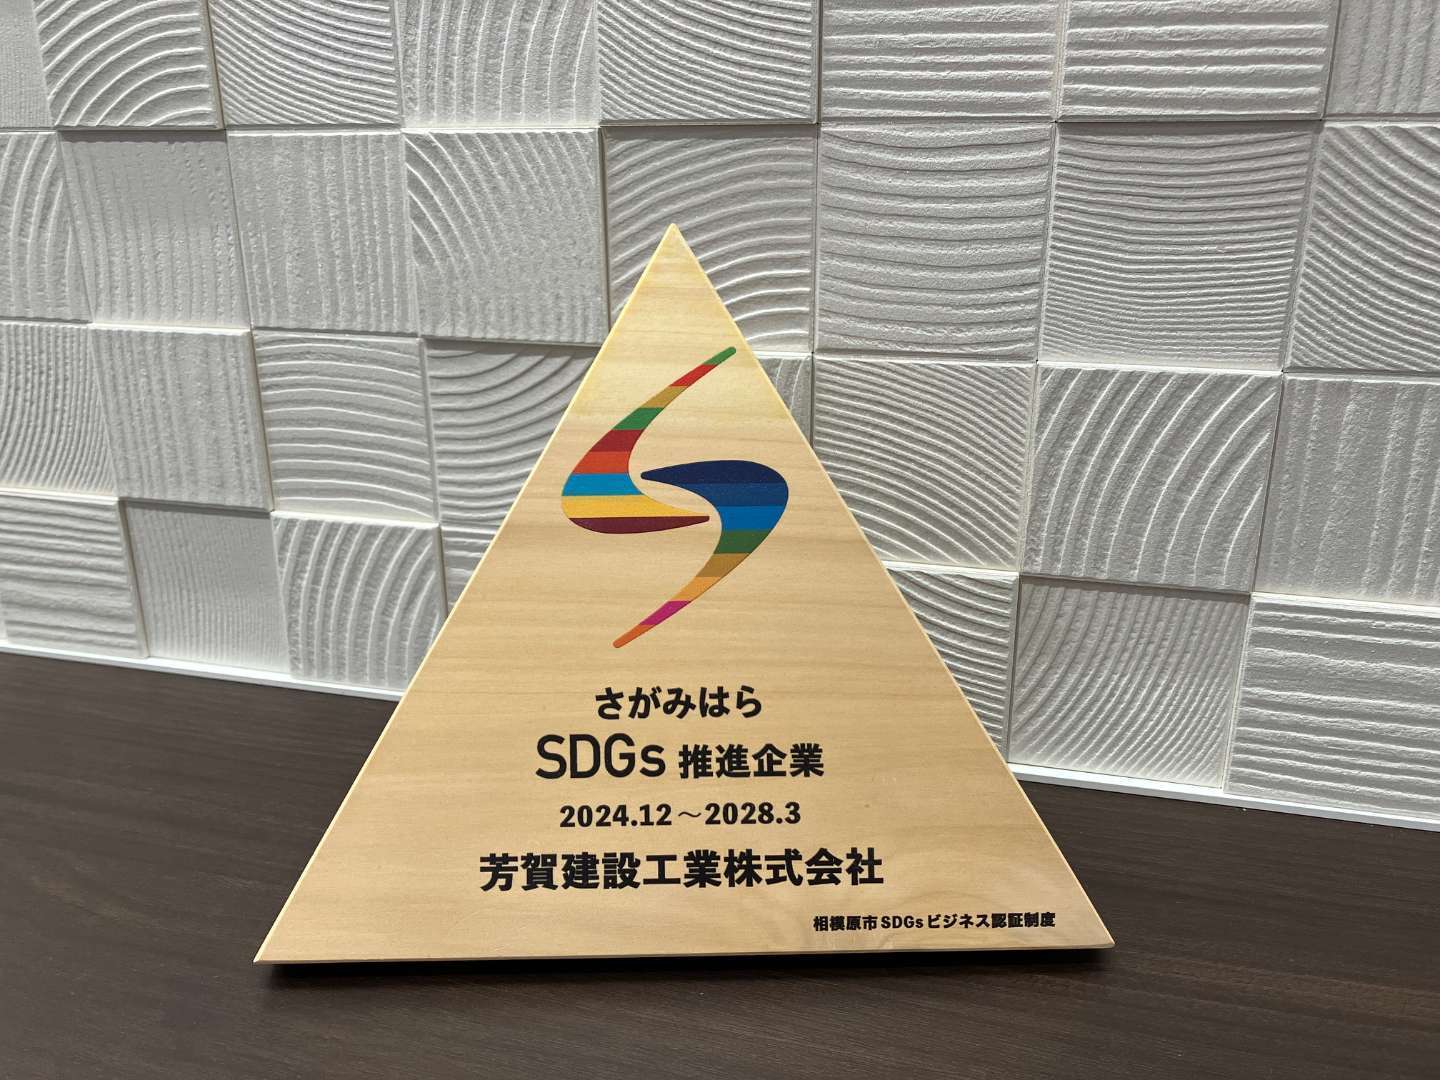 さがみはら
SDGs 推進企業
2024.12～2028.3
芳賀建設工業株式会社
相模原市SDGsビジネス認証制度